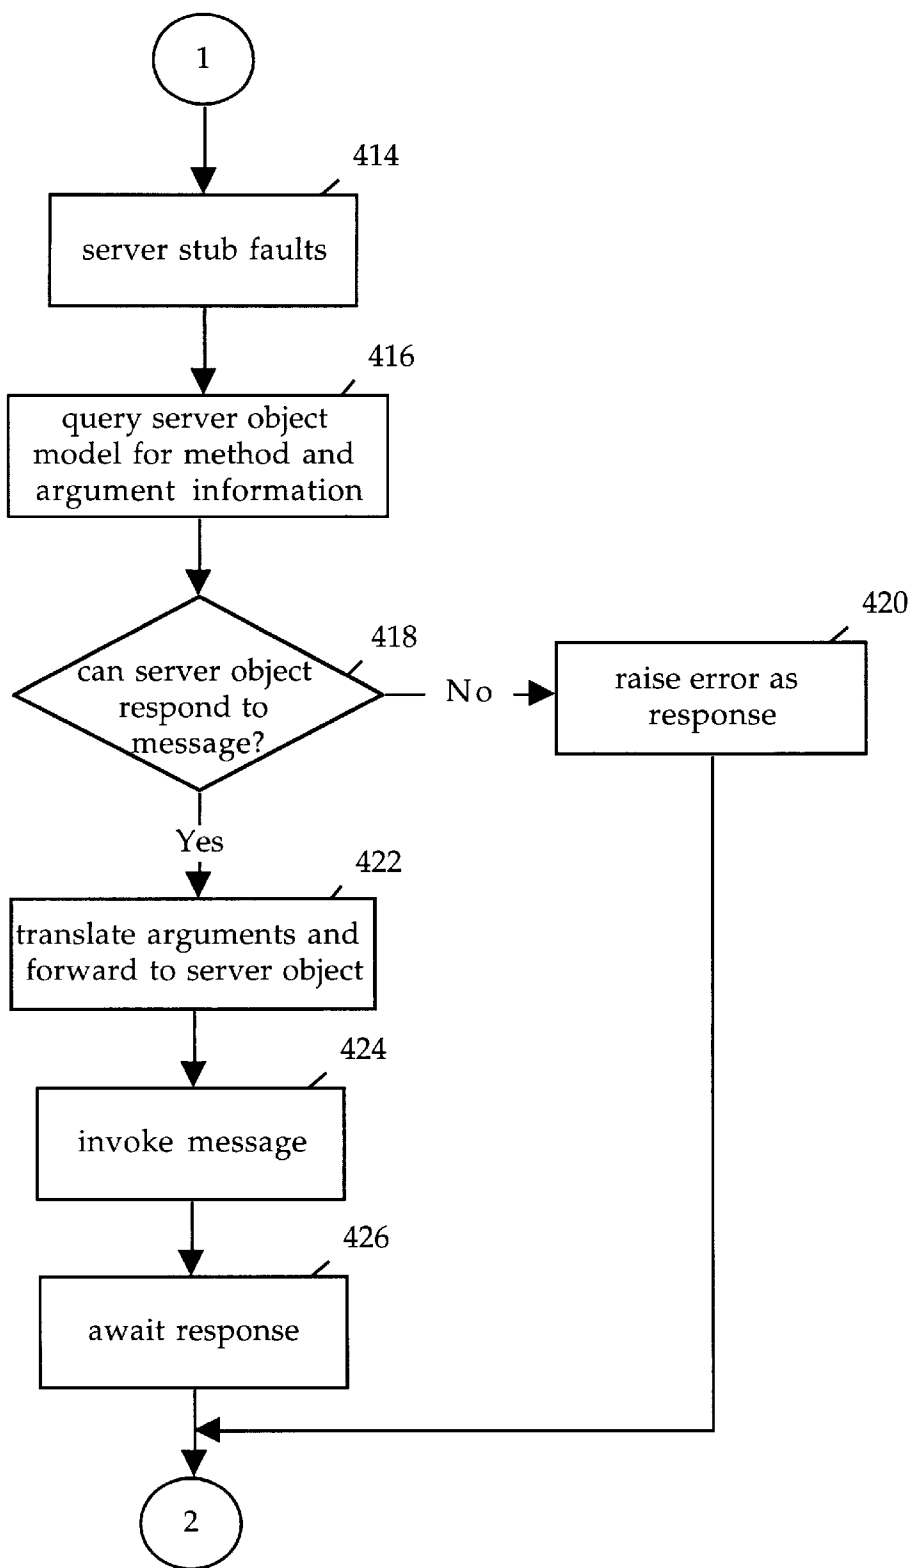 1
414
server stub faults
416
query server object
model for method and
argument information
418
can server object
respond to
message?
No
420
raise error as
response
Yes
422
translate arguments and
forward to server object
424
invoke message
426
await response
2